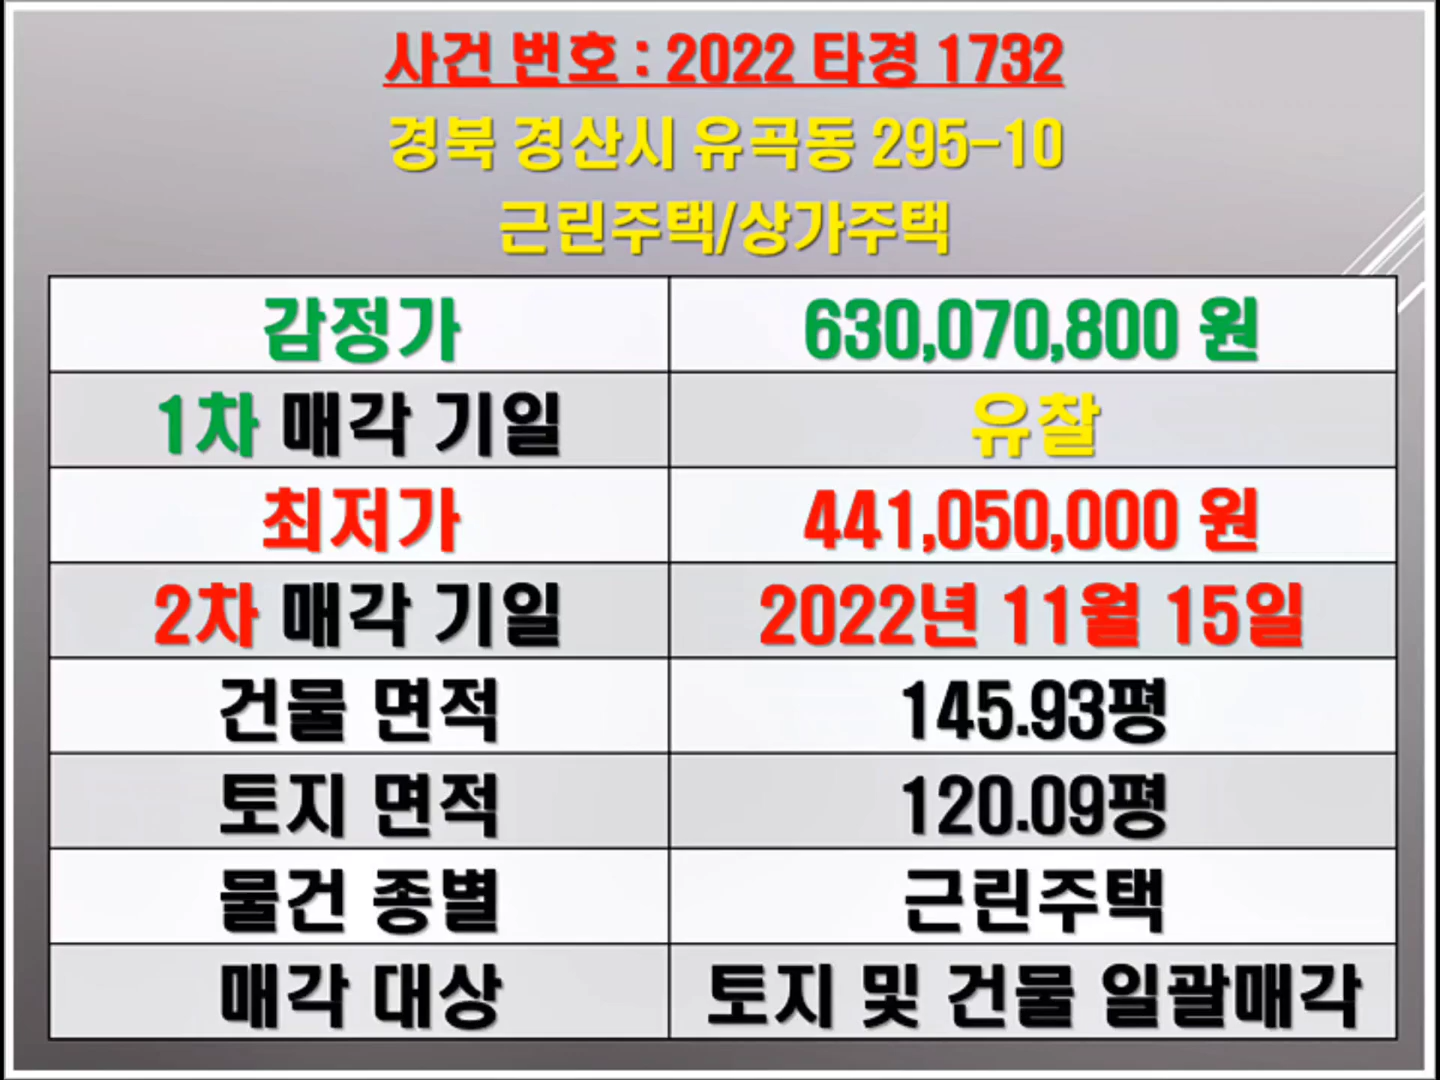 사건 번호 : 2022 타경 1732
경북 경산시 유곡동 295-10
근린주택/상가주택
감정가 630,070,800 원
1차 매각 기일 유찰
최저가 441,050,000 원
2차 매각 기일 2022년 11월 15일
건물 면적 145.93평
토지 면적 120.09평
물건 종별 근린주택
매각 대상 토지 및 건물 일괄매각